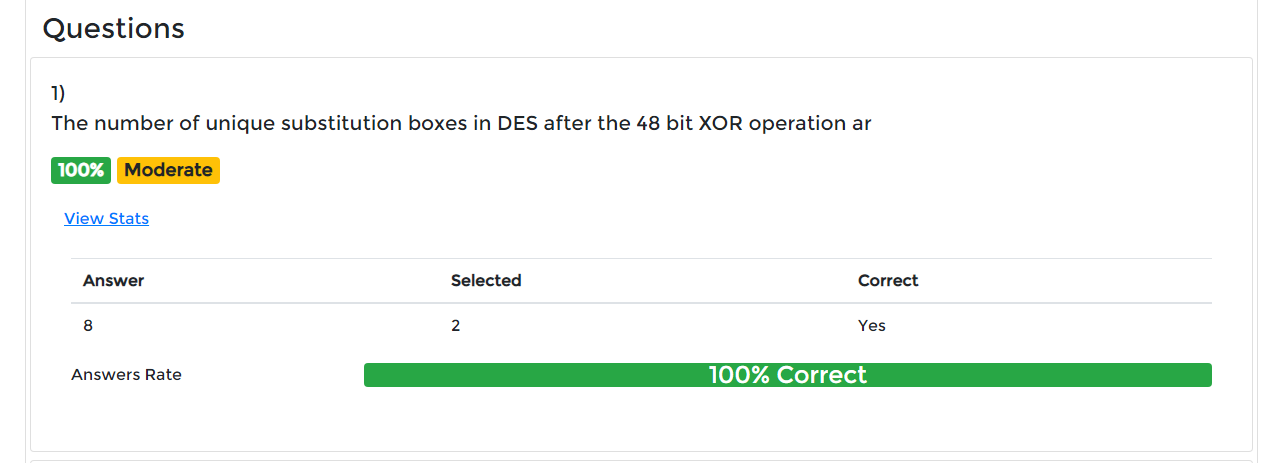 Questions
1)
The number of unique substitution boxes in DES after the 48 bit XOR operation ar
100% Moderate
View Stats
Answer Selected Correct
8 2 Yes
Answers Rate 100% Correct